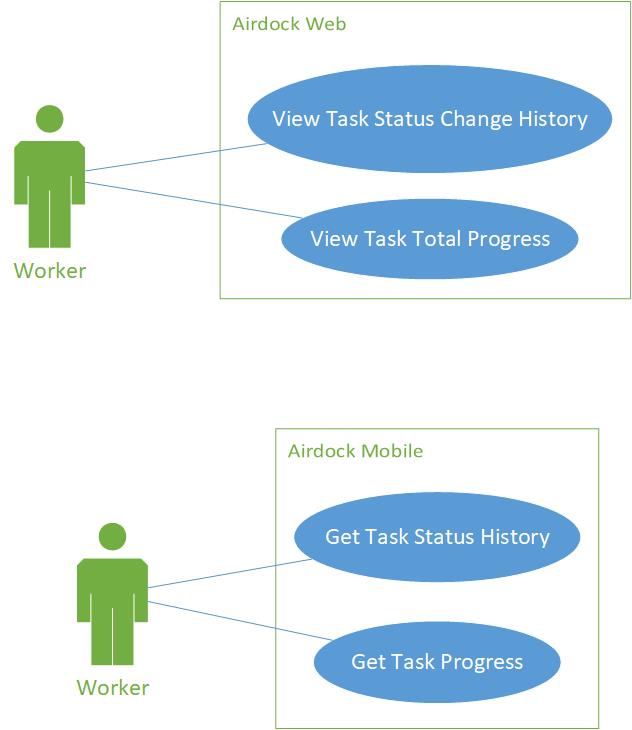 Airdock Web
View Task Status Change History
View Task Total Progress
Worker
Airdock Mobile
Get Task Status History
Get Task Progress
Worker